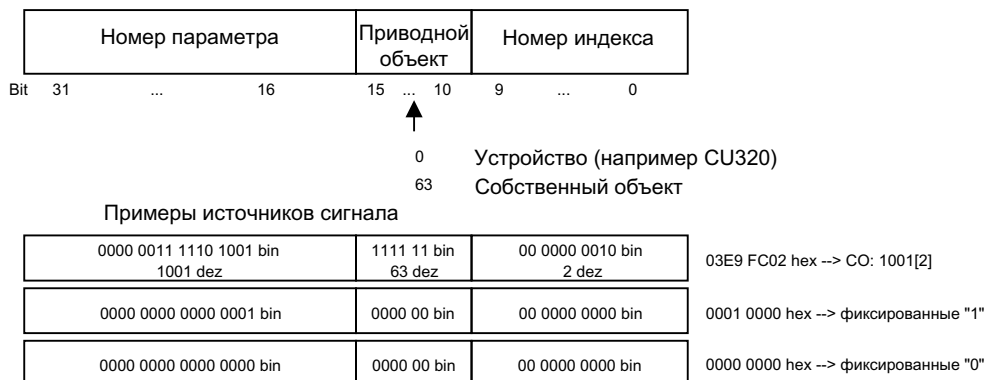 Номер параметра Приводной объект Номер индекса
Bit 31 ... 16 15 ... 10 9 ... 0
0 Устройство (например CU320)
63 Собственный объект
Примеры источников сигнала
0000 0011 1110 1001 bin 1111 11 bin 00 0000 0010 bin
1001 dez 63 dez 2 dez
03E9 FC02 hex --> CO: 1001[2]
0000 0000 0000 0001 bin 0000 00 bin 00 0000 0000 bin 0001 0000 hex --> фиксированные "1"
0000 0000 0000 0000 bin 0000 00 bin 00 0000 0000 bin 0000 0000 hex --> фиксированные "0"